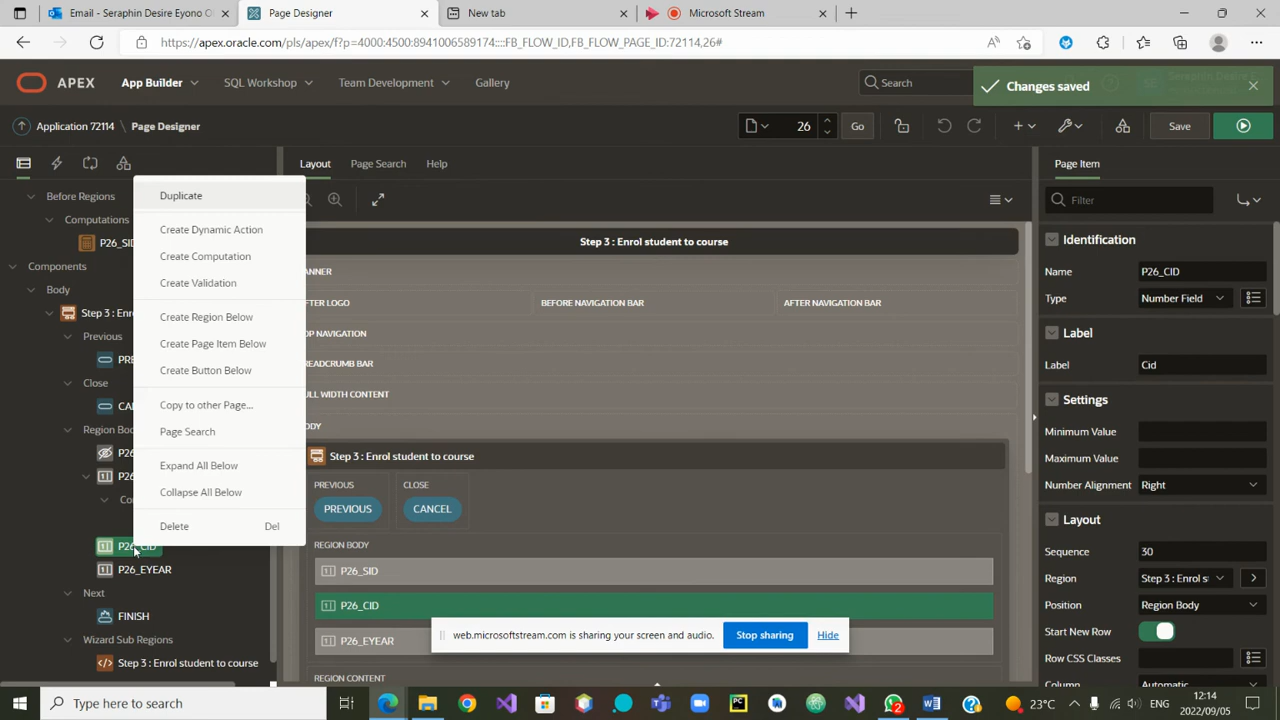 Email - Seraphin Desire Eyono O
Page Designer
New tab
Microsoft Stream
https://apex.oracle.com/pls/apex/f?p=4000:4500:8941006589174::::FB_FLOW_ID,FB_FLOW_PAGE_ID:72114,26#
APEX
App Builder
SQL Workshop
Team Development
Gallery
Search
Changes saved
Application 72114
Page Designer
26
Go
Save
Layout
Page Search
Help
Page Item
Before Regions
Computations
P26_SID
Components
Body
Step 3 : Enr
Previous
PRE
Close
CAN
Region Bo
P26
P26
Co
P26_CID
P26_EYEAR
Next
FINISH
Wizard Sub Regions
Step 3 : Enrol student to course
Duplicate
Create Dynamic Action
Create Computation
Create Validation
Create Region Below
Create Page Item Below
Create Button Below
Copy to other Page...
Page Search
Expand All Below
Collapse All Below
Delete Del
Step 3 : Enrol student to course
ANNER
FTER LOGO
BEFORE NAVIGATION BAR
AFTER NAVIGATION BAR
OP NAVIGATION
READCRUMB BAR
ULL WIDTH CONTENT
ODY
Step 3 : Enrol student to course
PREVIOUS
CLOSE
PREVIOUS
CANCEL
REGION BODY
P26_SID
P26_CID
P26_EYEAR
REGION CONTENT
web.microsoftstream.com is sharing your screen and audio.
Stop sharing
Hide
Filter
Identification
Name P26_CID
Type Number Field
Label
Label Cid
Settings
Minimum Value
Maximum Value
Number Alignment Right
Layout
Sequence 30
Region Step 3 : Enrol s
Position Region Body
Start New Row
Row CSS Classes
Column Automatic
Type here to search
23°C
ENG
12:14
2022/09/05